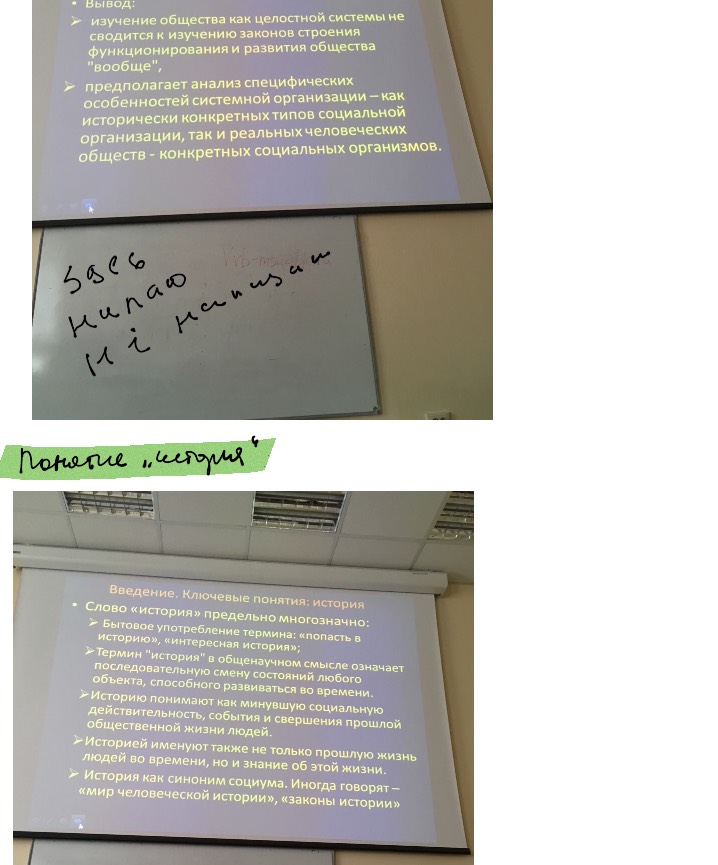 • Вывод:
➢ изучение общества как целостной системы не
сводится к изучению законов строения
функционирования и развития общества
"вообще",
➢ предполагает анализ специфических
особенностей системной организации – как
исторически конкретных типов социальной
организации, так и реальных человеческих
обществ - конкретных социальных организмов.
здесь
Понятие „история“
Введение. Ключевые понятия: история
• Слово «история» предельно многозначно:
➢ Бытовое употребление термина: «попасть в
историю», «интересная история»;
➢Термин "история" в общенаучном смысле означает
последовательную смену состояний любого
объекта, способного развиваться во времени.
➢Историю понимают как минувшую социальную
действительность, события и свершения прошлой
общественной жизни людей.
➢Историей именуют также не только прошлую жизнь
людей во времени, но и знание об этой жизни.
➢ История как синоним социума. Иногда говорят –
«мир человеческой истории», «законы истории»